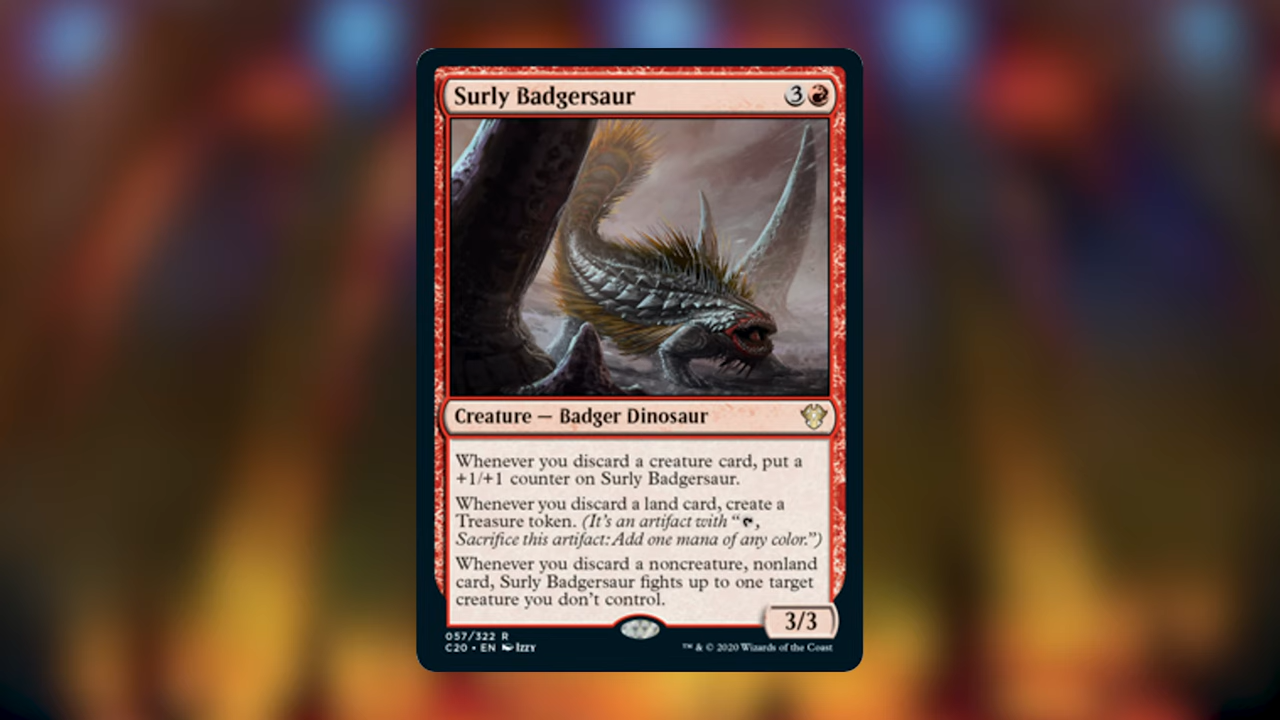 Surly Badgersaur 3
Creature — Badger Dinosaur
Whenever you discard a creature card, put a
+1/+1 counter on Surly Badgersaur.
Whenever you discard a land card, create a
Treasure token. (It's an artifact with “,
Sacrifice this artifact: Add one mana of any color.”)
Whenever you discard a noncreature, nonland
card, Surly Badgersaur fights up to one target
creature you don't control.
3/3
057/322 R
C20 • EN Izzy
™ & © 2020 Wizards of the Coast